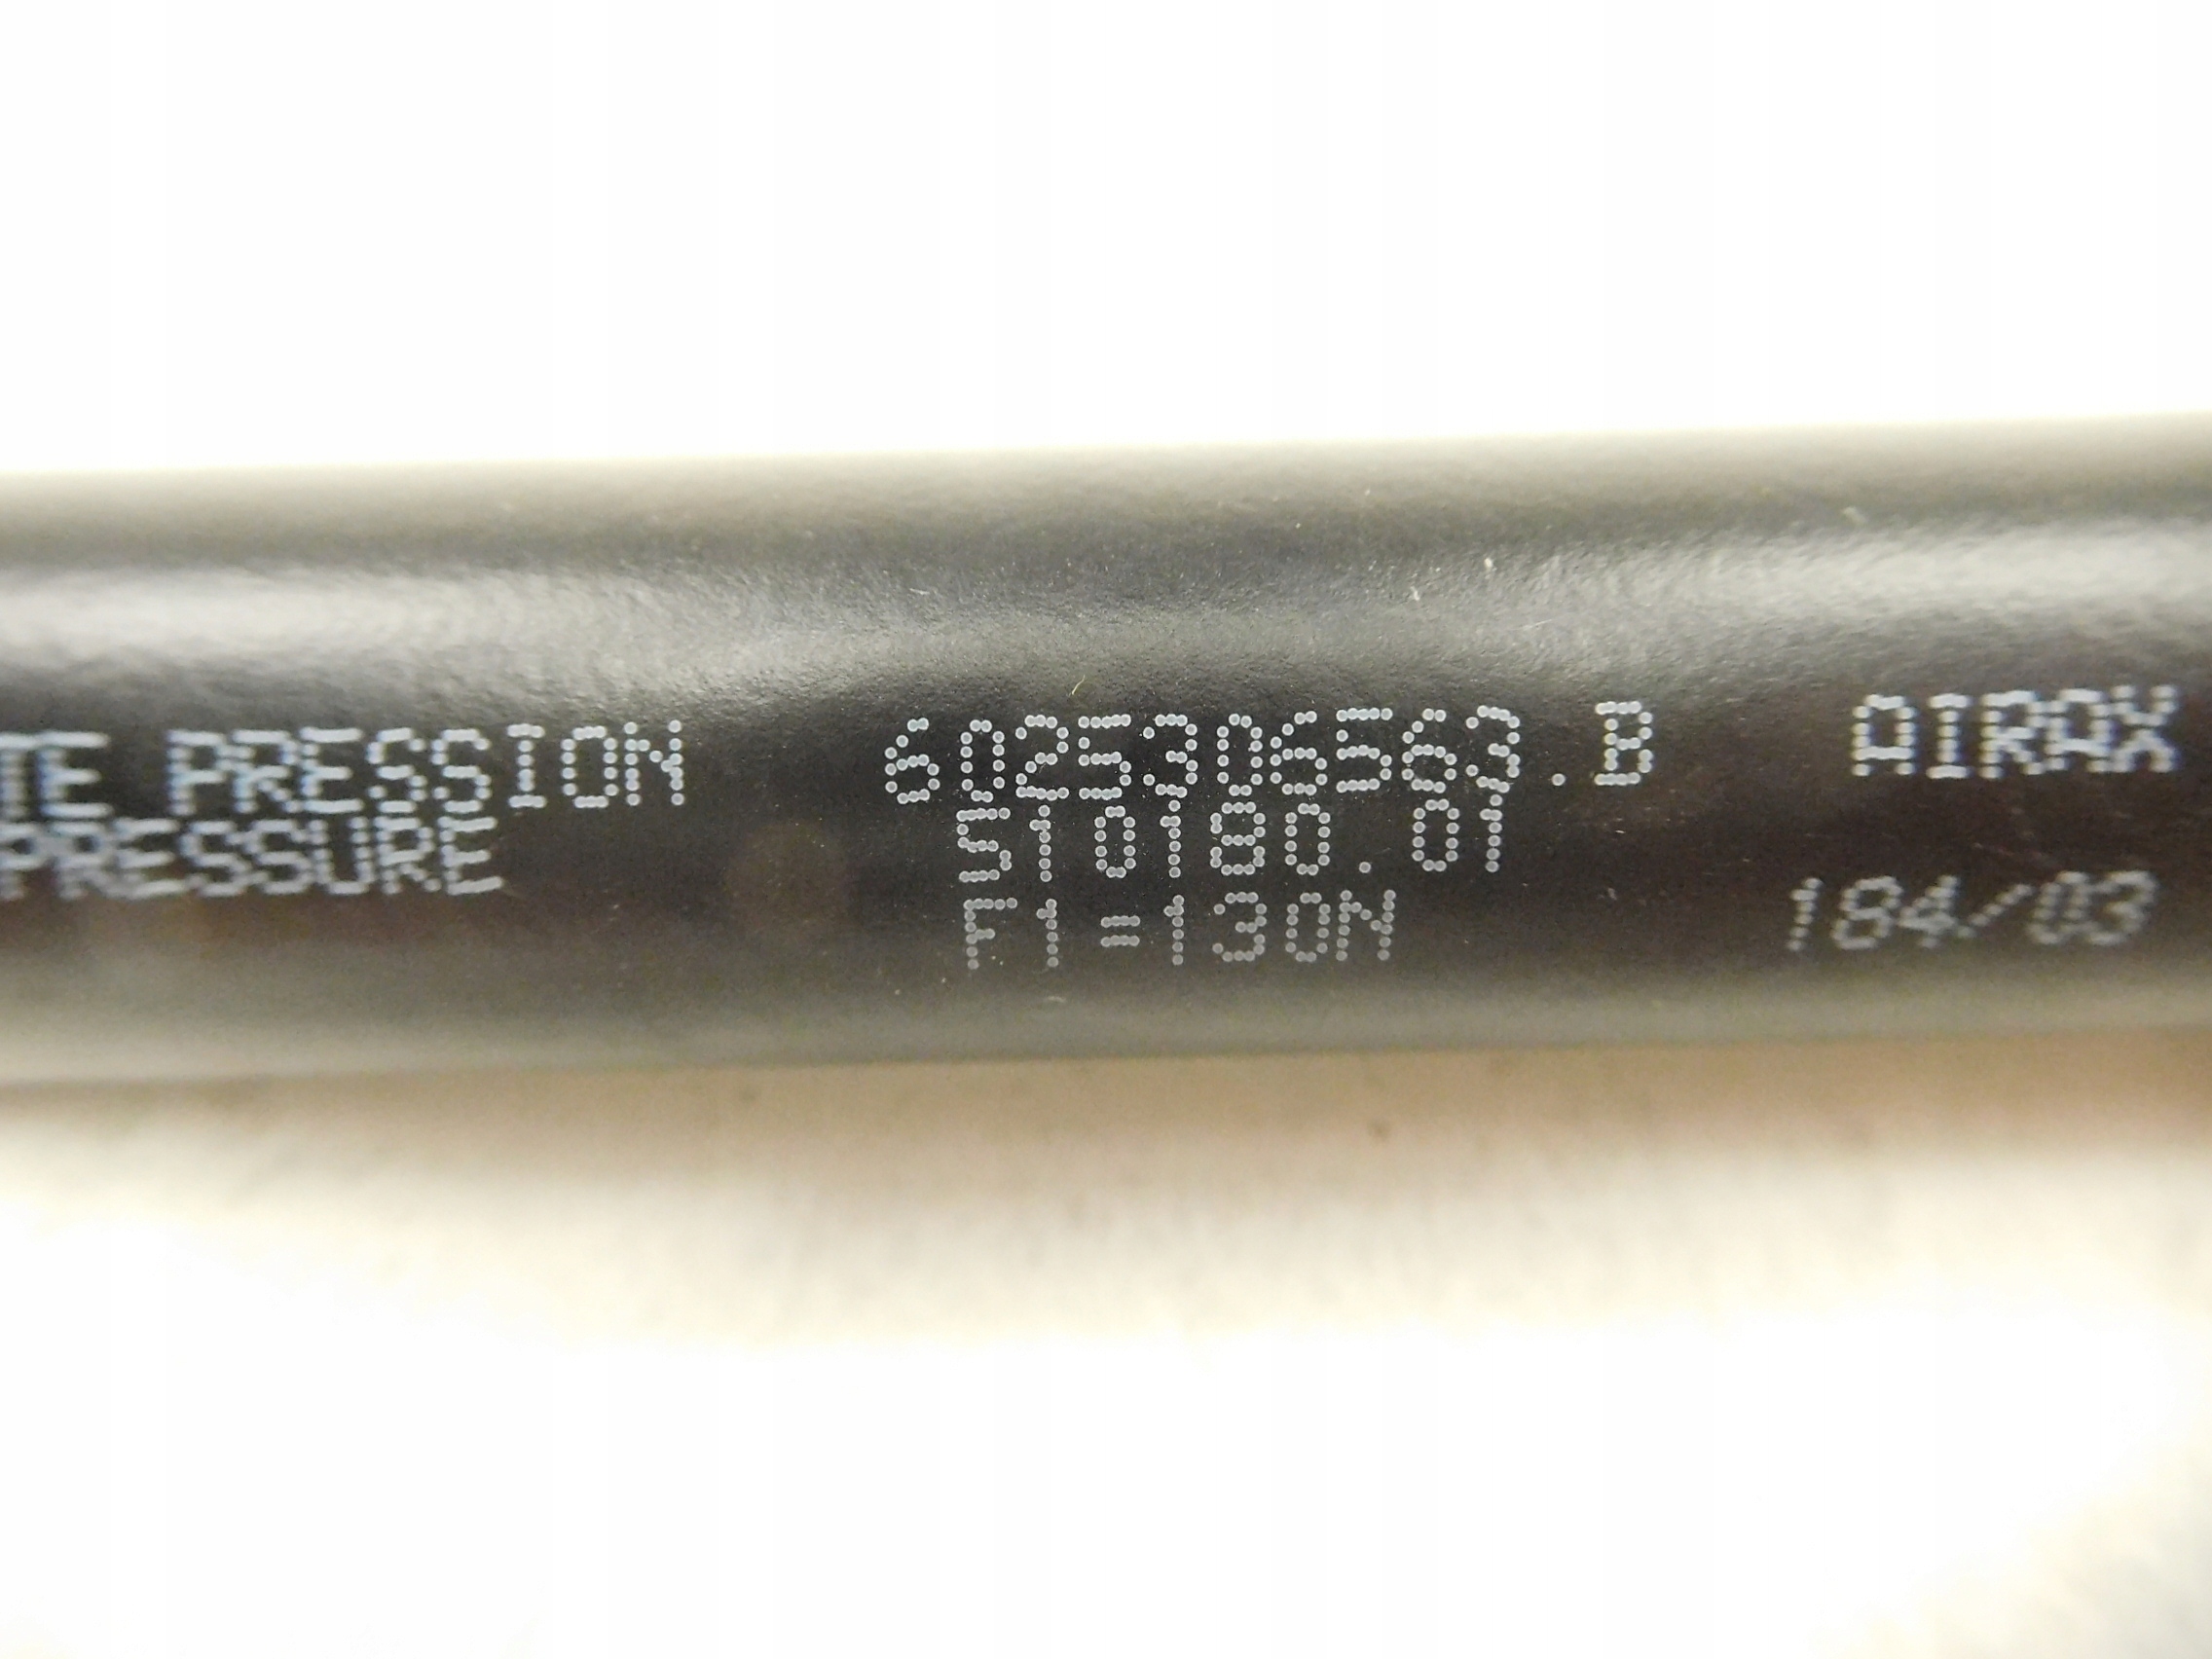 TE PRESSION 6025306563.B AIRAX
PRESSURE 510180.01
F1=130N 184/03